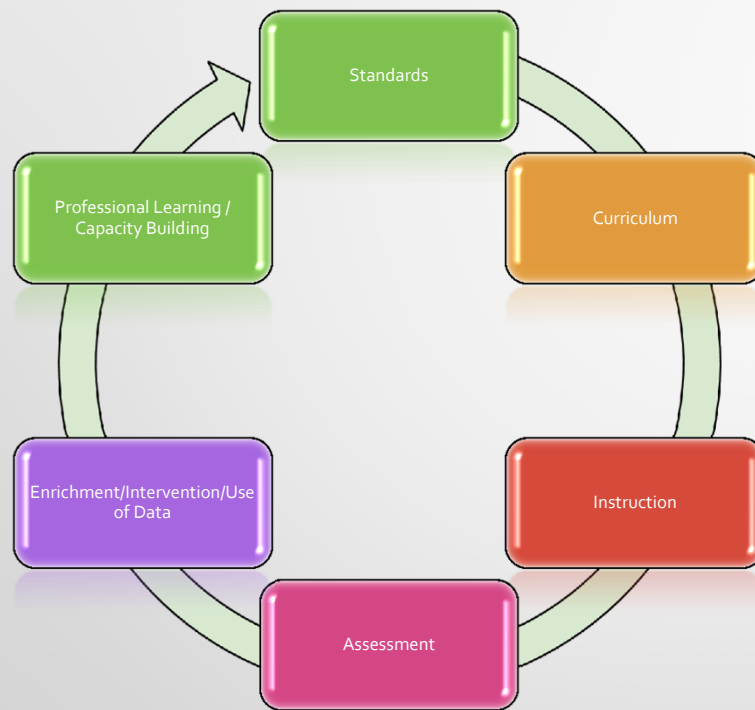 Standards
Curriculum
Instruction
Assessment
Enrichment/Intervention/Use
of Data
Professional Learning /
Capacity Building